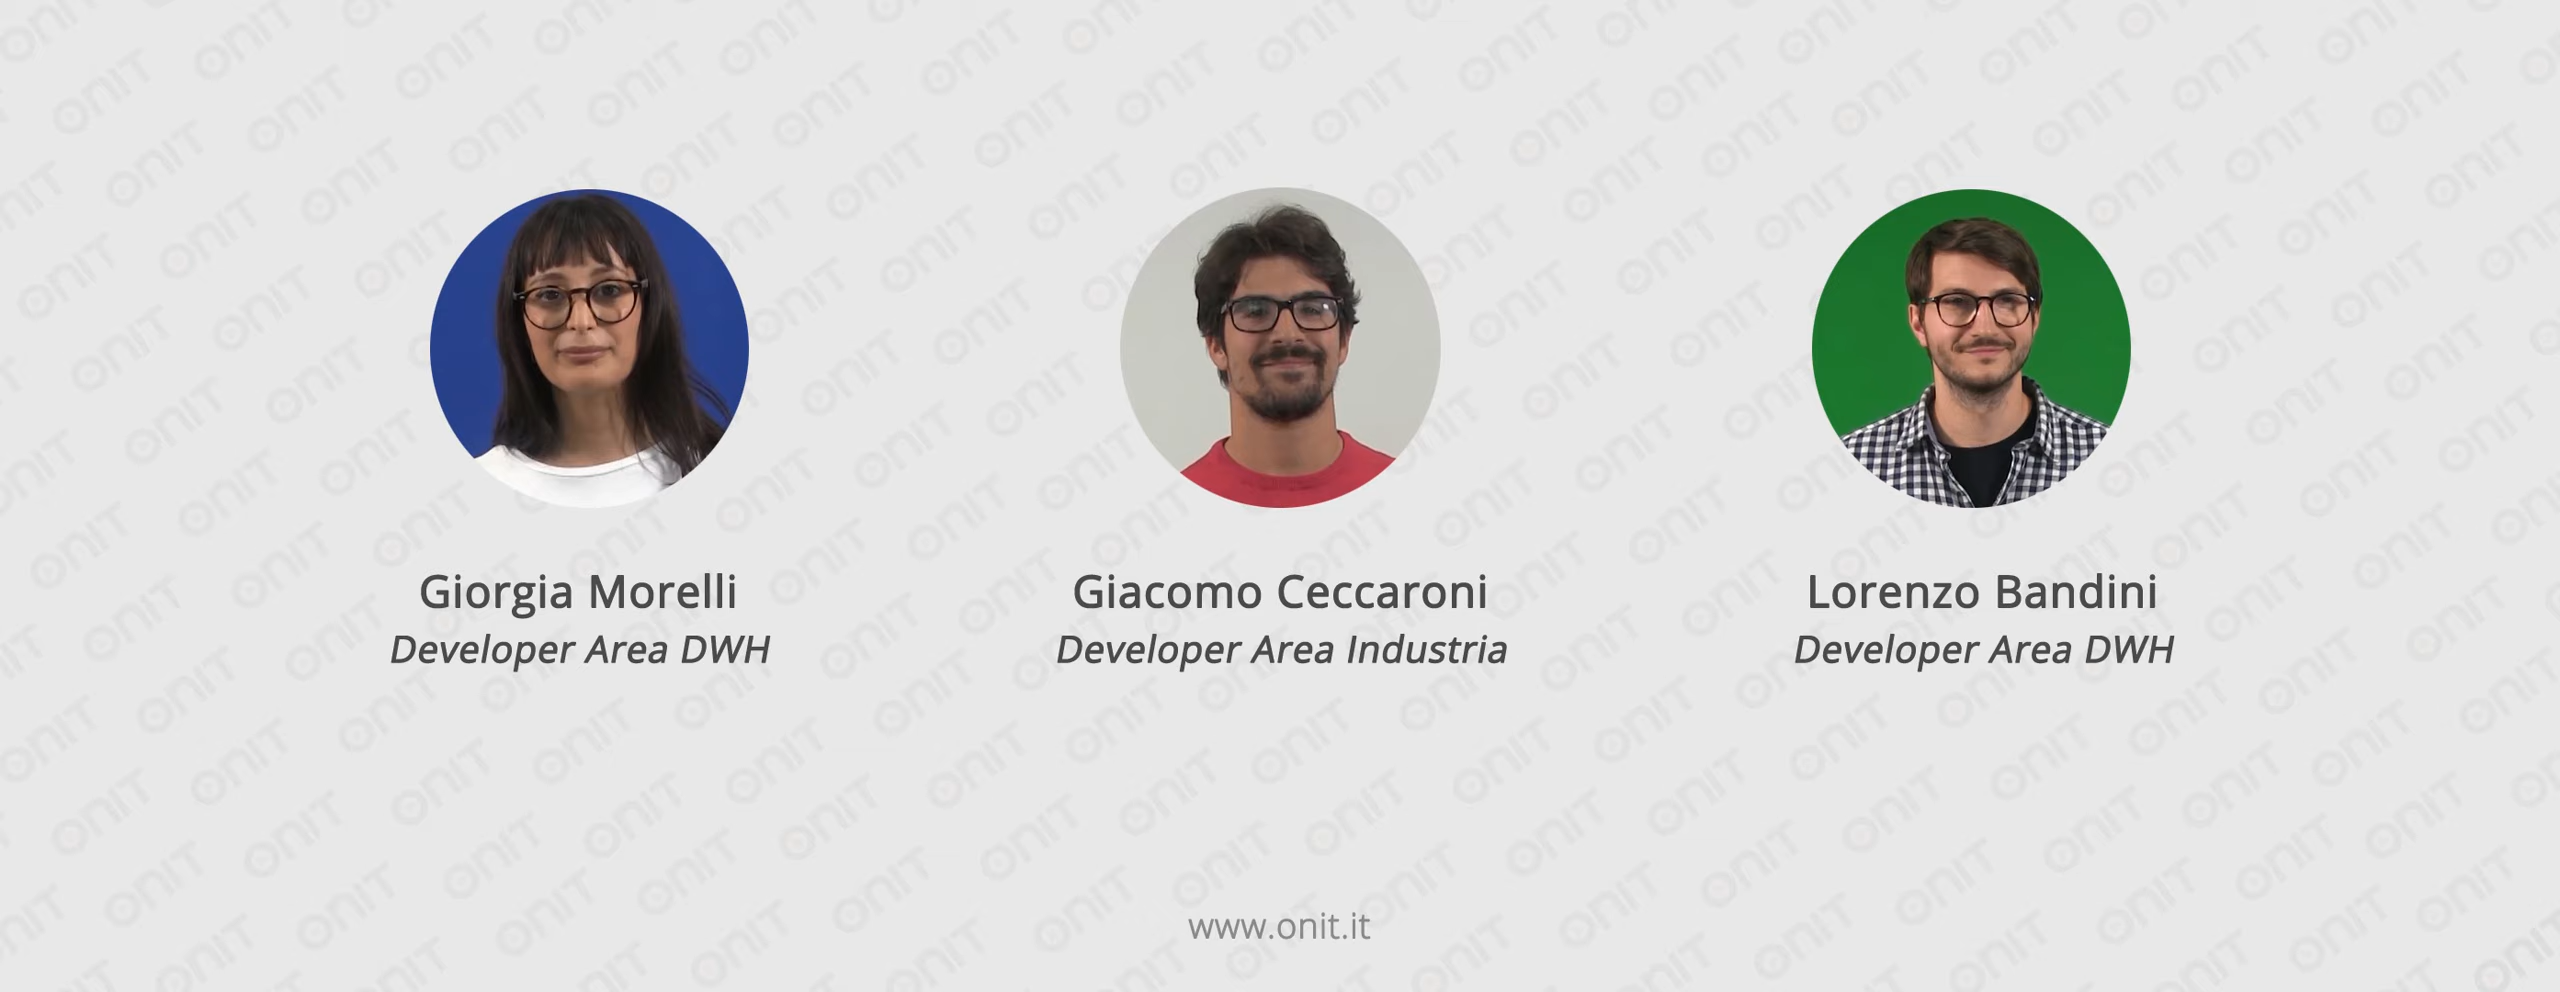 Giorgia Morelli
Developer Area DWH
Giacomo Ceccaroni
Developer Area Industria
Lorenzo Bandini
Developer Area DWH
www.onit.it